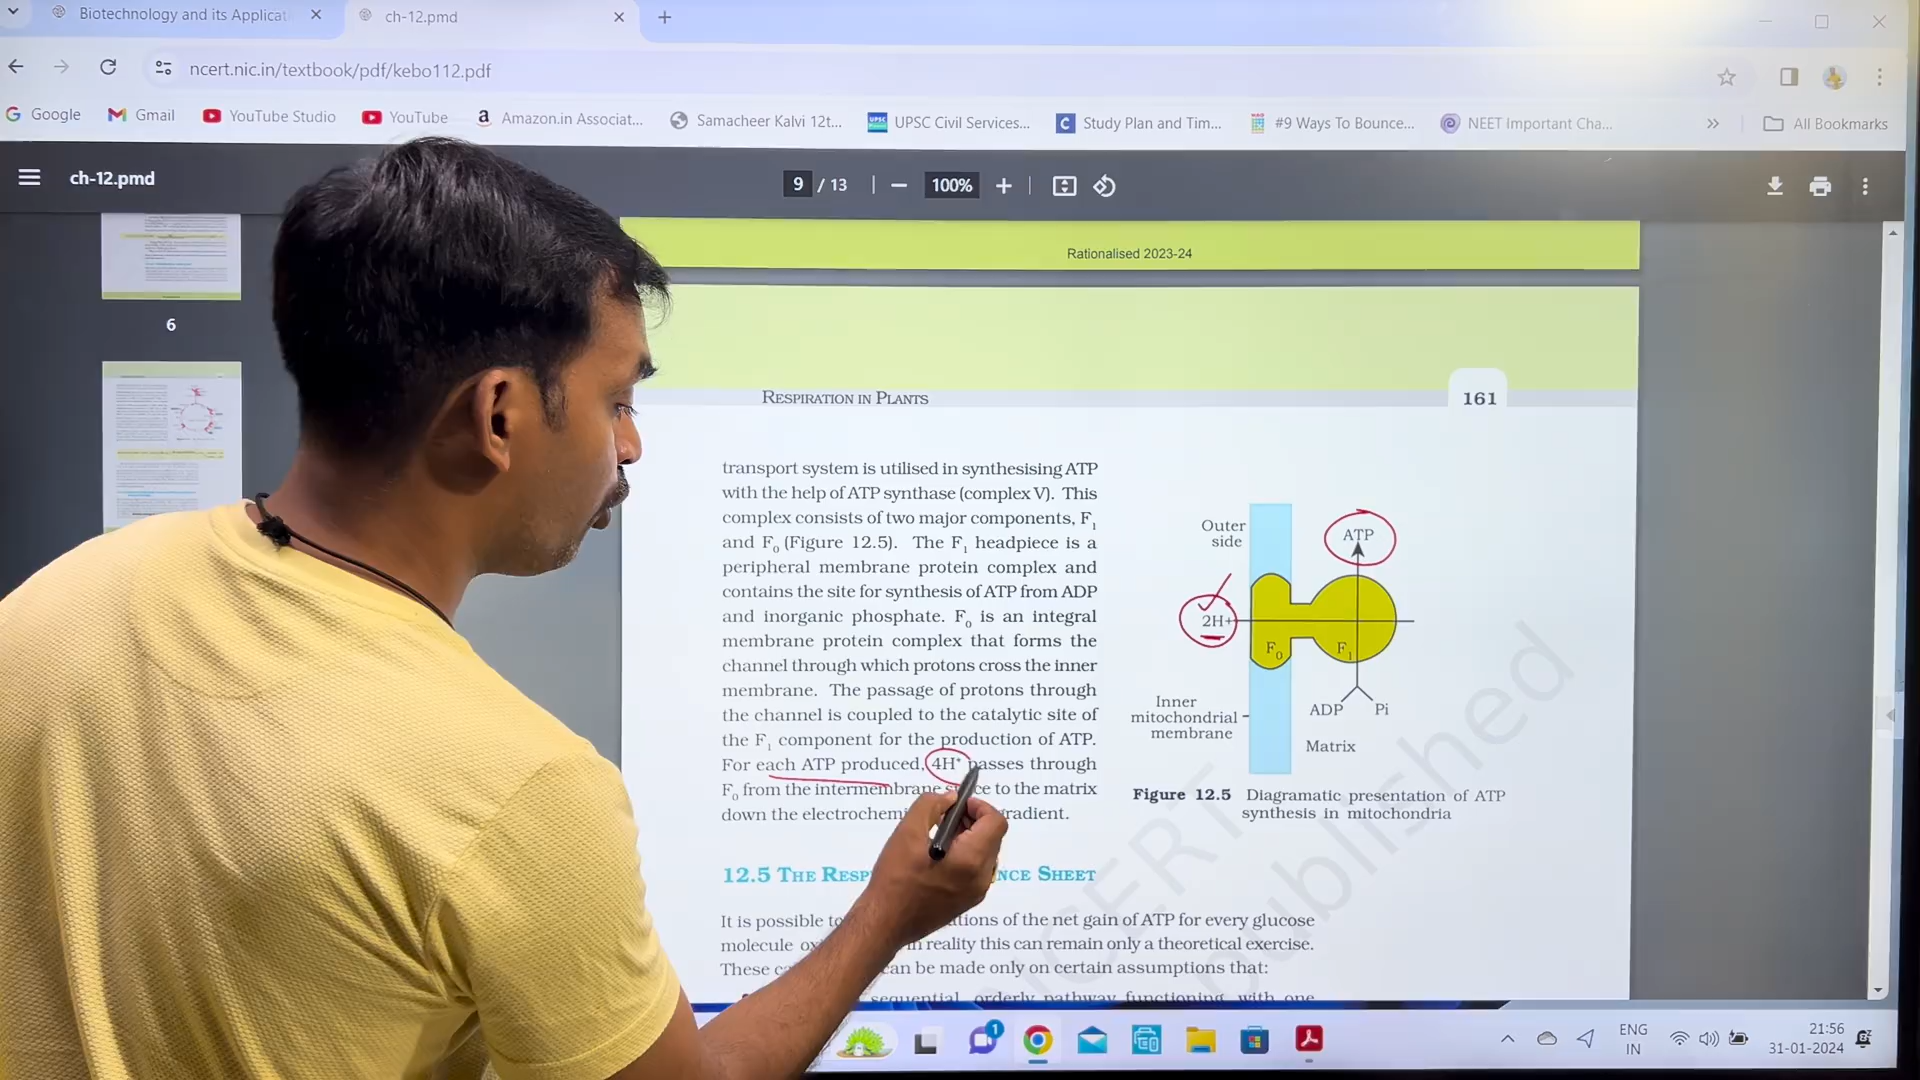 Biotechnology and its Applicat
ch-12.pmd
ncert.nic.in/textbook/pdf/kebo112.pdf
Google Gmail YouTube Studio YouTube Amazon.in Associat... Samacheer Kalvi 12t... UPSC Civil Services... Study Plan and Tim... #9 Ways To Bounce... NEET Important Cha... All Bookmarks
ch-12.pmd
9 / 13
100%
6
Rationalised 2023-24
RESPIRATION IN PLANTS
161
transport system is utilised in synthesising ATP
with the help of ATP synthase (complex V). This
complex consists of two major components, F₁
and F₀ (Figure 12.5). The F₁ headpiece is a
peripheral membrane protein complex and
contains the site for synthesis of ATP from ADP
and inorganic phosphate. F₀ is an integral
membrane protein complex that forms the
channel through which protons cross the inner
membrane. The passage of protons through
the channel is coupled to the catalytic site of
the F₁ component for the production of ATP.
For each ATP produced, 4H⁺ passes through
F₀ from the intermembrane to the matrix
down the
Outer
side
ATP
2H+
F₀
F₁
Inner
mitochondrial
membrane
ADP
Pi
Matrix
Figure 12.5 Diagramatic presentation of ATP
synthesis in mitochondria
12.5 THE SHEET
It is possible of the net gain of ATP for every glucose
molecule in reality this can remain only a theoretical exercise.
These can be made only on certain assumptions that:
sequential, orderly pathway functioning, with one
NCERT
published
1
ENG
IN
21:56
31-01-2024